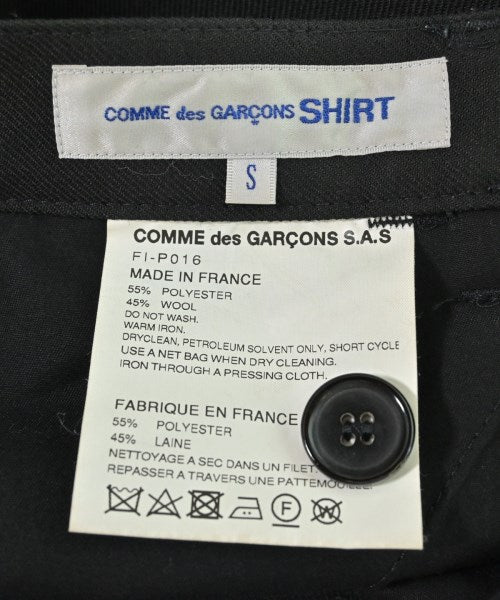 COMME des GARÇONS SHIRT
S
COMME des GARÇONS S.A.S
FI-P016
MADE IN FRANCE
55% POLYESTER
45% WOOL
DO NOT WASH.
WARM IRON.
DRYCLEAN, PETROLEUM SOLVENT ONLY, SHORT CYCLE
USE A NET BAG WHEN DRY CLEANING.
IRON THROUGH A PRESSING CLOTH.
FABRIQUE EN FRANCE
55% POLYESTER
45% LAINE
NETTOYAGE A SEC DANS UN FILET.
REPASSER A TRAVERS UNE PATTEMOUILLE.
F W